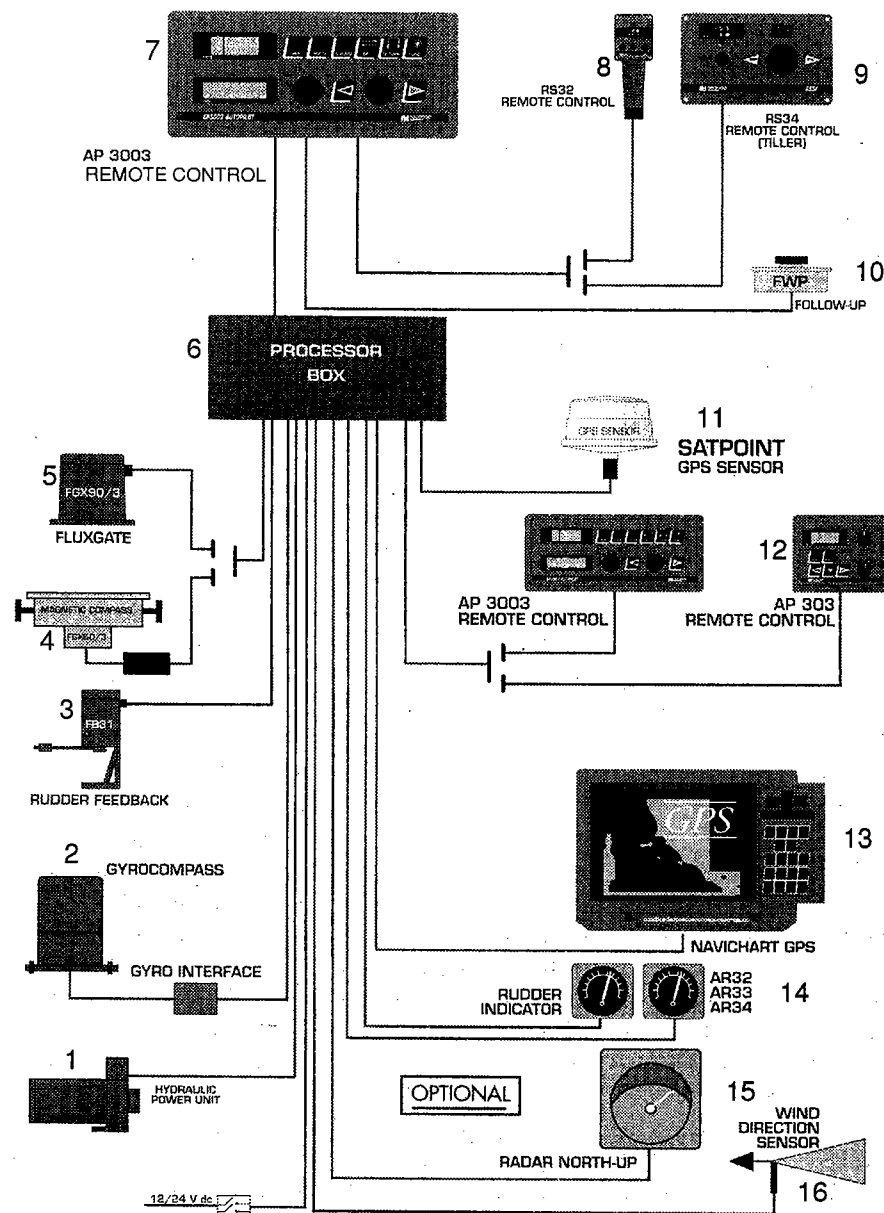 7
8
RS32
REMOTE CONTROL
9
RS34
REMOTE CONTROL
(TILLER)
AP 3003
REMOTE CONTROL
10
FWP
FOLLOW-UP
6
PROCESSOR
BOX
GPS SENSOR
11
SATPOINT
GPS SENSOR
5
FGX90/3
FLUXGATE
12
AP 3003
REMOTE CONTROL
AP 303
REMOTE CONTROL
MAGNETIC COMPASS
4
3
FB31
RUDDER FEEDBACK
GPS
13
NAVICHART GPS
2
GYROCOMPASS
GYRO INTERFACE
RUDDER
INDICATOR
AR32
AR33
AR34
14
1
HYDRAULIC
POWER UNIT
OPTIONAL
15
RADAR NORTH-UP
WIND
DIRECTION
SENSOR
16
12/24 V dc